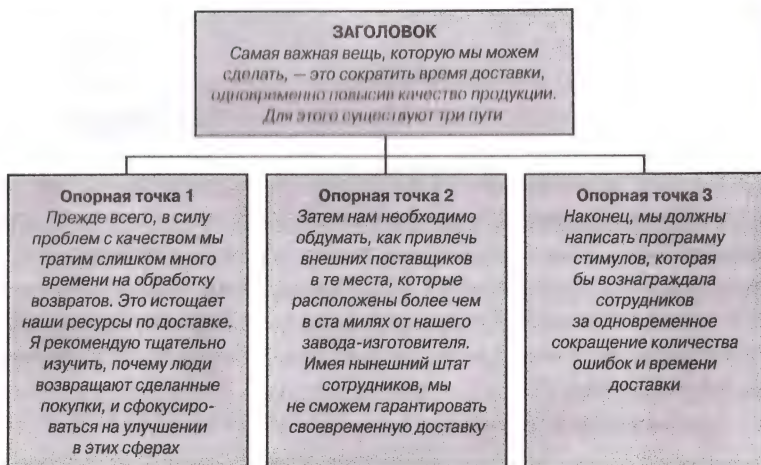 ЗАГОЛОВОК
Самая важная вещь, которую мы можем
сделать, — это сократить время доставки,
одновременно повысив качество продукции.
Для этого существуют три пути
Опорная точка 1
Прежде всего, в силу
проблем с качеством мы
тратим слишком много
времени на обработку
возвратов. Это истощает
наши ресурсы по доставке.
Я рекомендую тщательно
изучить, почему люди
возвращают сделанные
покупки, и сфокусиро-
ваться на улучшении
в этих сферах
Опорная точка 2
Затем нам необходимо
обдумать, как привлечь
внешних поставщиков
в те места, которые
расположены более чем
в ста милях от нашего
завода-изготовителя.
Имея нынешний штат
сотрудников, мы
не сможем гарантировать
своевременную доставку
Опорная точка 3
Наконец, мы должны
написать программу
стимулов, которая
бы вознаграждала
сотрудников
за одновременное
сокращение количества
ошибок и времени
доставки